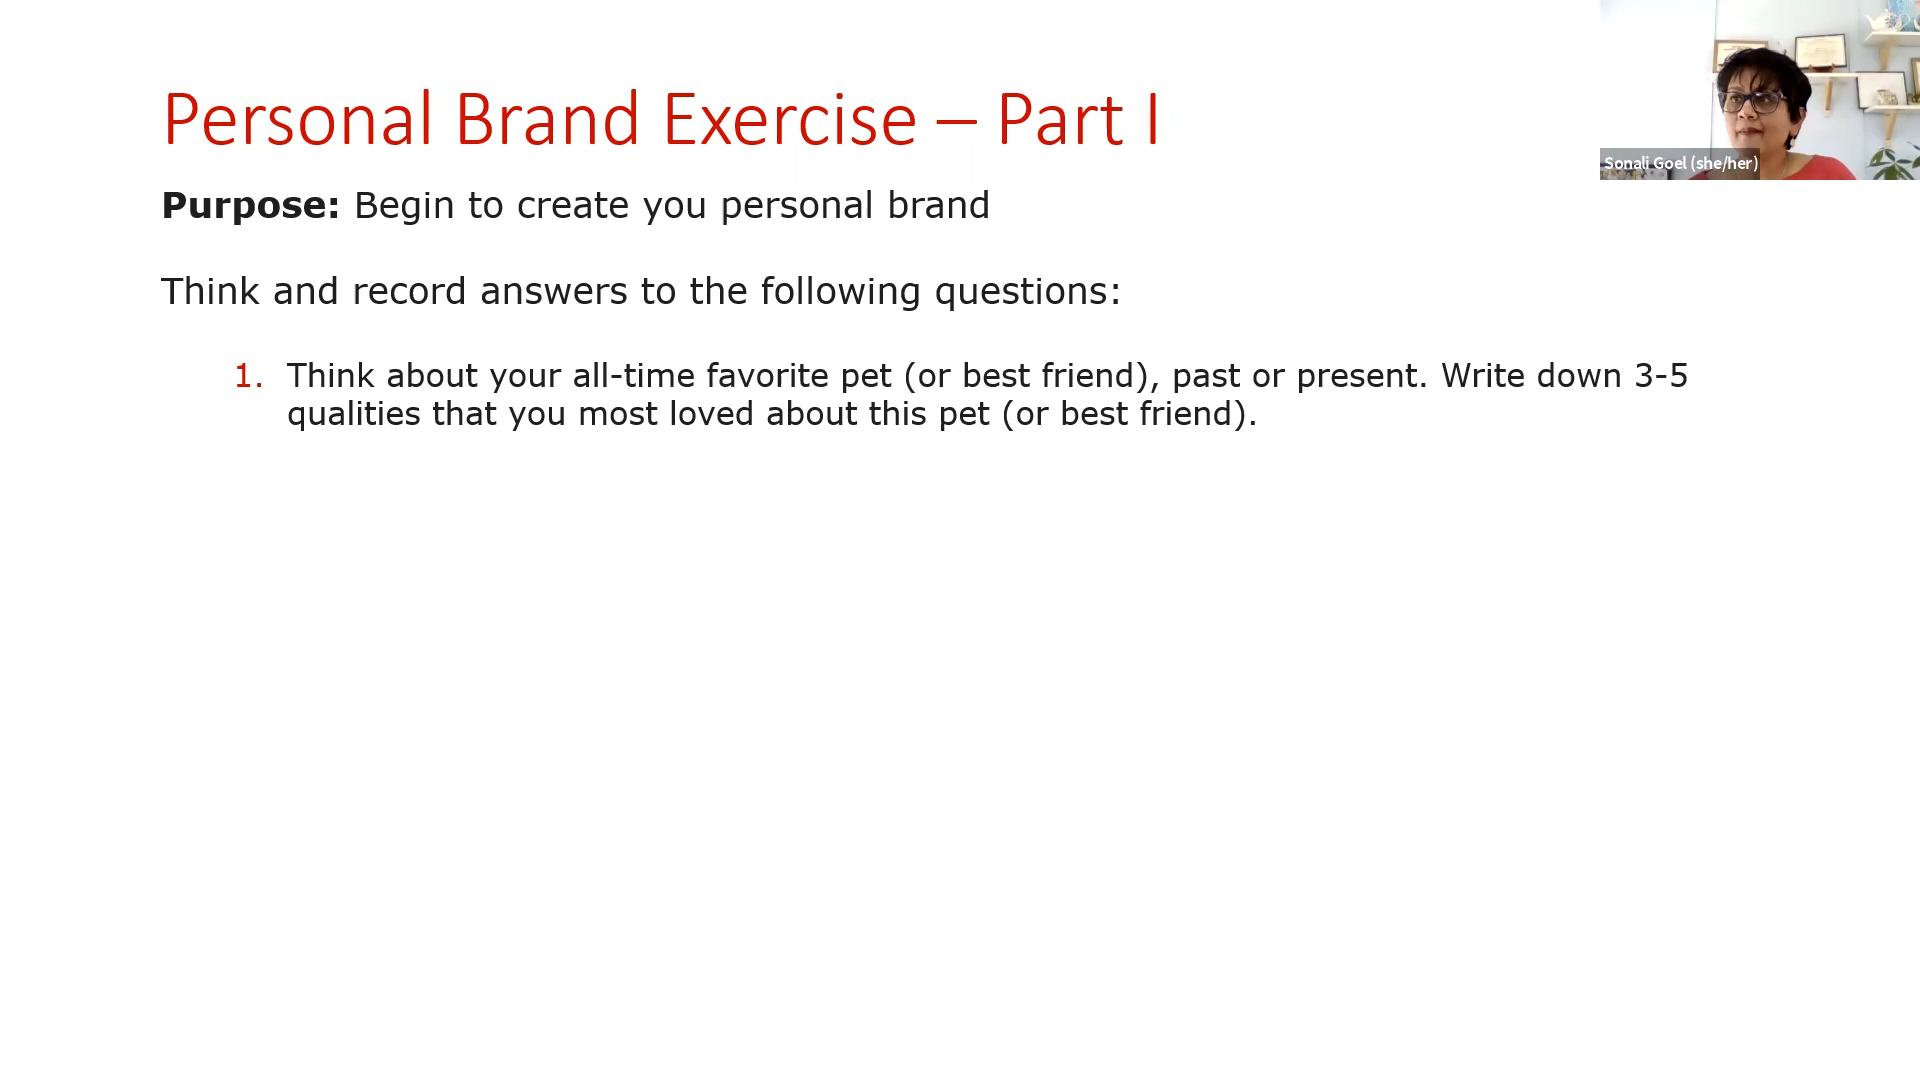 Personal Brand Exercise – Part I
Sonali Goel (she/her)
Purpose: Begin to create you personal brand
Think and record answers to the following questions:
1. Think about your all-time favorite pet (or best friend), past or present. Write down 3-5
qualities that you most loved about this pet (or best friend).